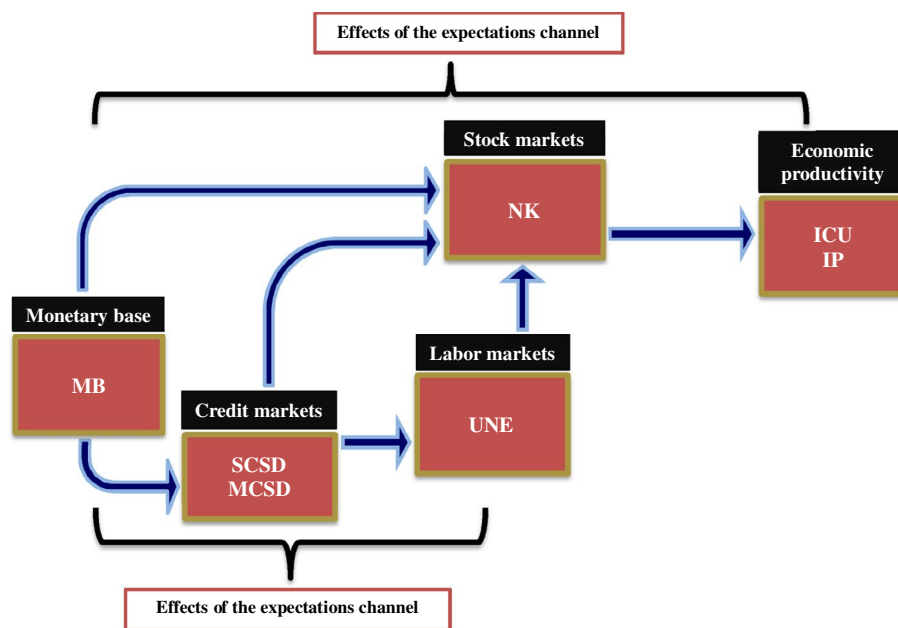 Effects of the expectations channel
Stock markets
NK
Economic
productivity
ICU
IP
Monetary base
MB
Labor markets
UNE
Credit markets
SCSD
MCSD
Effects of the expectations channel